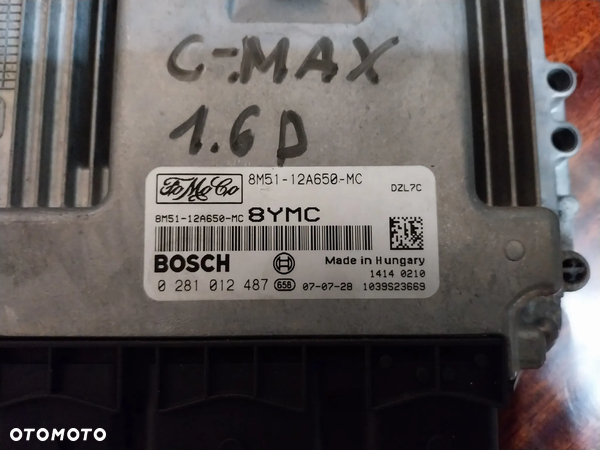 C-MAX
1.6D
FoMoCo 8M51-12A650-MC
DZL7C
8M51-12A650-MC 8YMC
BOSCH Made in Hungary
1414 0210
0 281 012 487 658 07-07-28 1039S23669
OTOMOTO